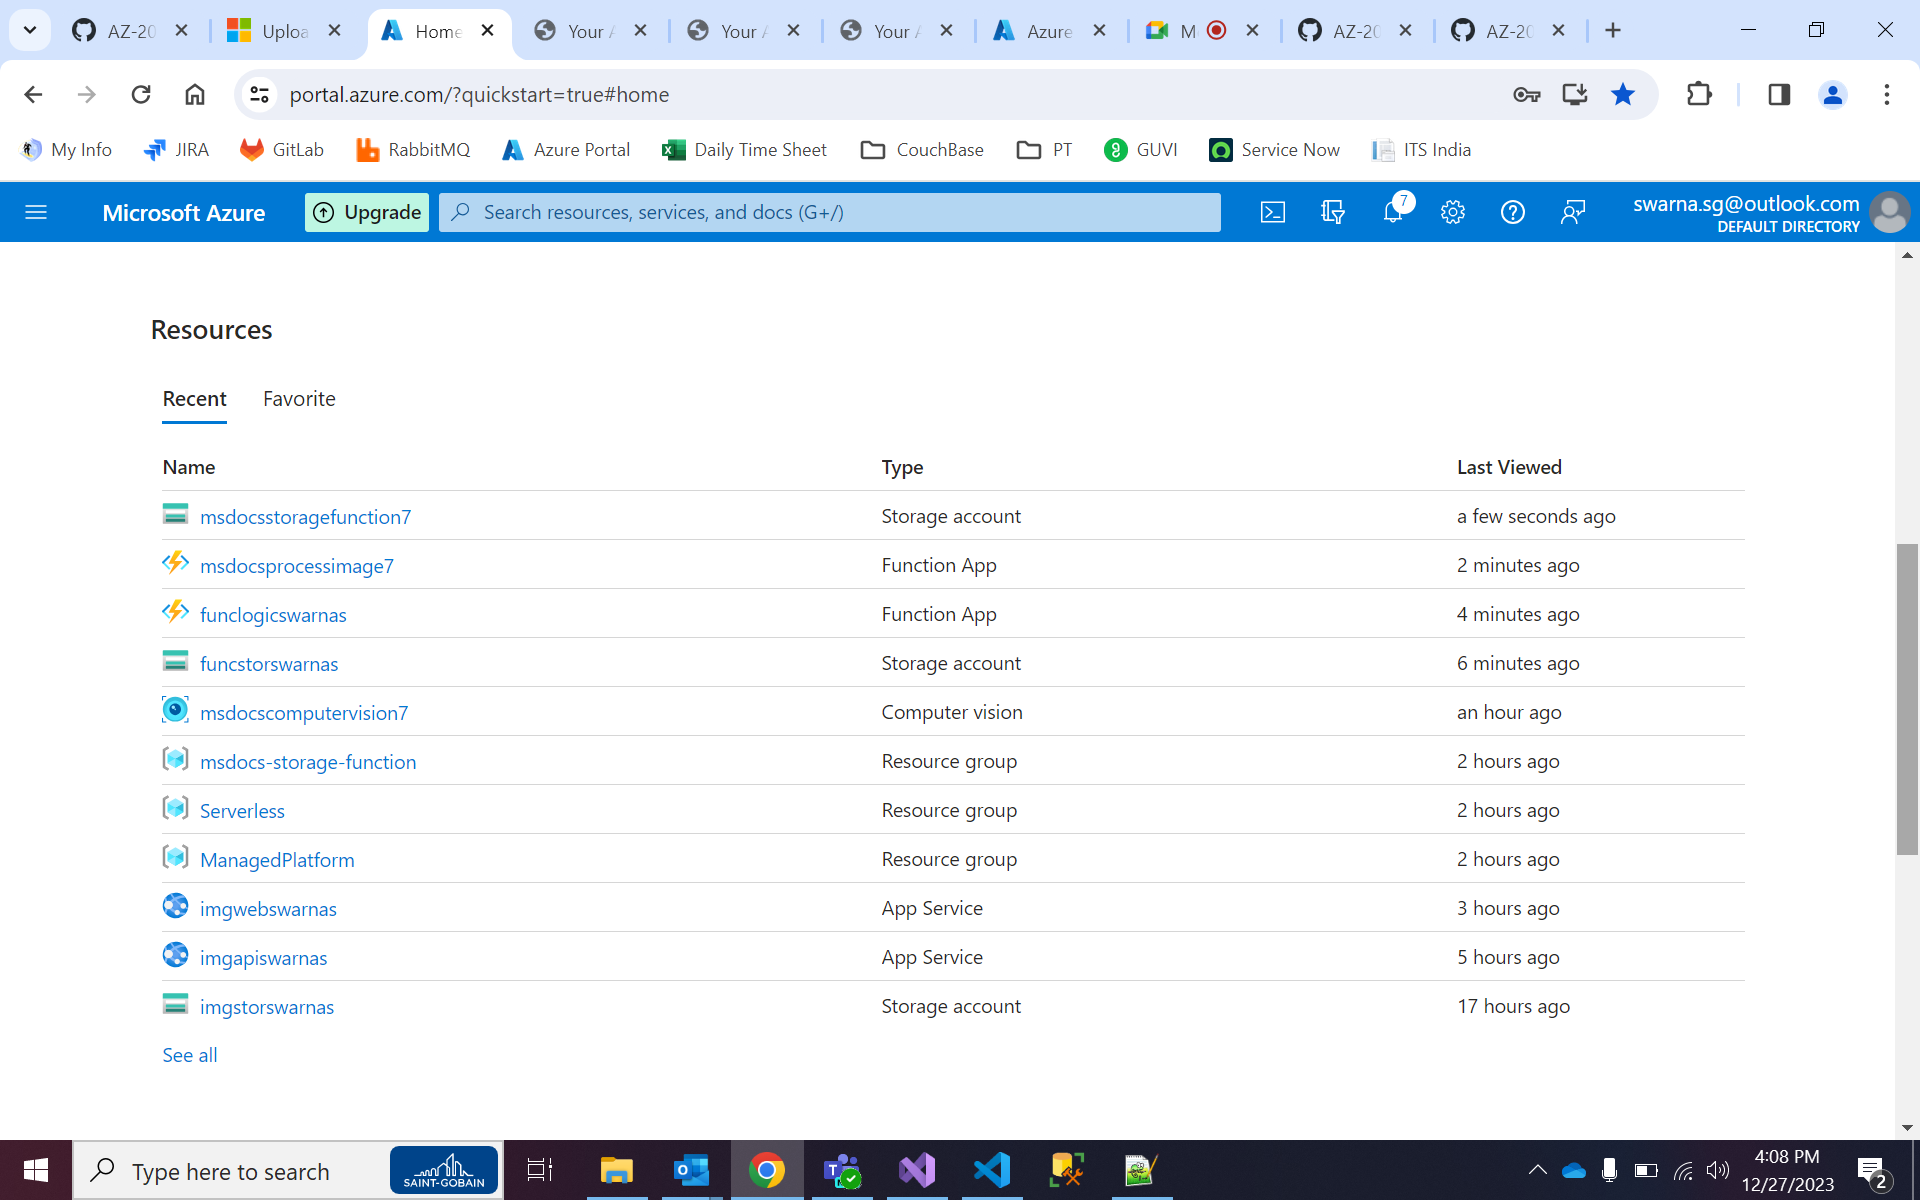 AZ-20
Uploa
Home
Your A
Your A
Your A
Azure
M
AZ-20
AZ-20
portal.azure.com/?quickstart=true#home
My Info
JIRA
GitLab
RabbitMQ
Azure Portal
Daily Time Sheet
CouchBase
PT
GUVI
Service Now
ITS India
Microsoft Azure
Upgrade
Search resources, services, and docs (G+/)
7
swarna.sg@outlook.com
DEFAULT DIRECTORY
Resources
Recent Favorite
Name Type Last Viewed
msdocsstoragefunction7 Storage account a few seconds ago
msdocsprocessimage7 Function App 2 minutes ago
funclogicswarnas Function App 4 minutes ago
funcstorswarnas Storage account 6 minutes ago
msdocscomputervision7 Computer vision an hour ago
msdocs-storage-function Resource group 2 hours ago
Serverless Resource group 2 hours ago
ManagedPlatform Resource group 2 hours ago
imgwebswarnas App Service 3 hours ago
imgapiswarnas App Service 5 hours ago
imgstorswarnas Storage account 17 hours ago
See all
Type here to search
SAINT-GOBAIN
4:08 PM
12/27/2023
2